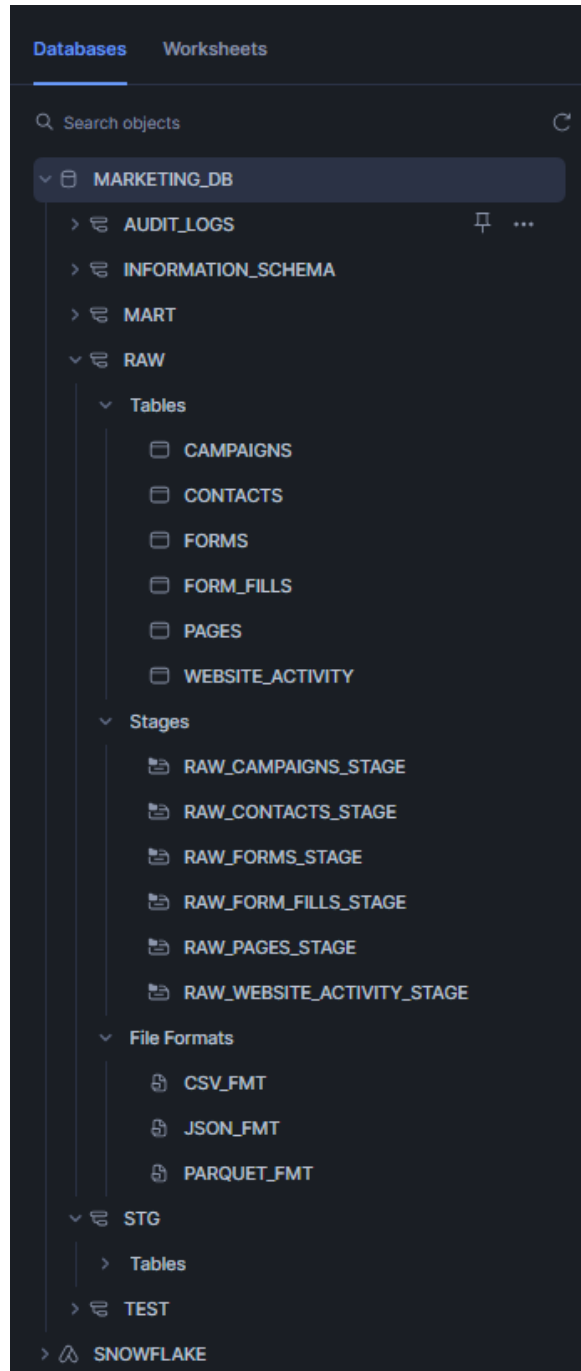 Databases Worksheets
Search objects
MARKETING_DB
AUDIT_LOGS
INFORMATION_SCHEMA
MART
RAW
Tables
CAMPAIGNS
CONTACTS
FORMS
FORM_FILLS
PAGES
WEBSITE_ACTIVITY
Stages
RAW_CAMPAIGNS_STAGE
RAW_CONTACTS_STAGE
RAW_FORMS_STAGE
RAW_FORM_FILLS_STAGE
RAW_PAGES_STAGE
RAW_WEBSITE_ACTIVITY_STAGE
File Formats
CSV_FMT
JSON_FMT
PARQUET_FMT
STG
Tables
TEST
SNOWFLAKE